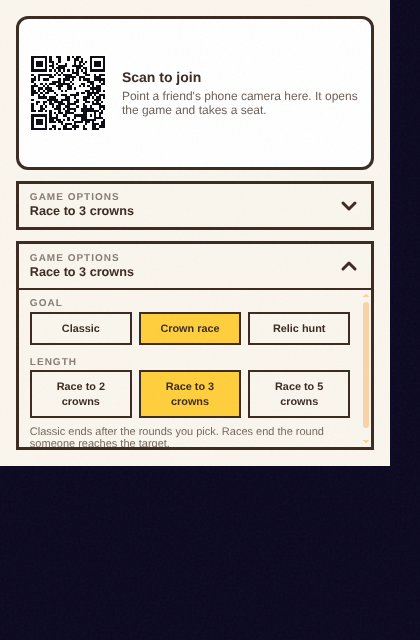 Scan to join
Point a friend's phone camera here. It opens
the game and takes a seat.
GAME OPTIONS
Race to 3 crowns
GAME OPTIONS
Race to 3 crowns
GOAL
Classic
Crown race
Relic hunt
LENGTH
Race to 2
crowns
Race to 3
crowns
Race to 5
crowns
Classic ends after the rounds you pick. Races end the round
someone reaches the target.